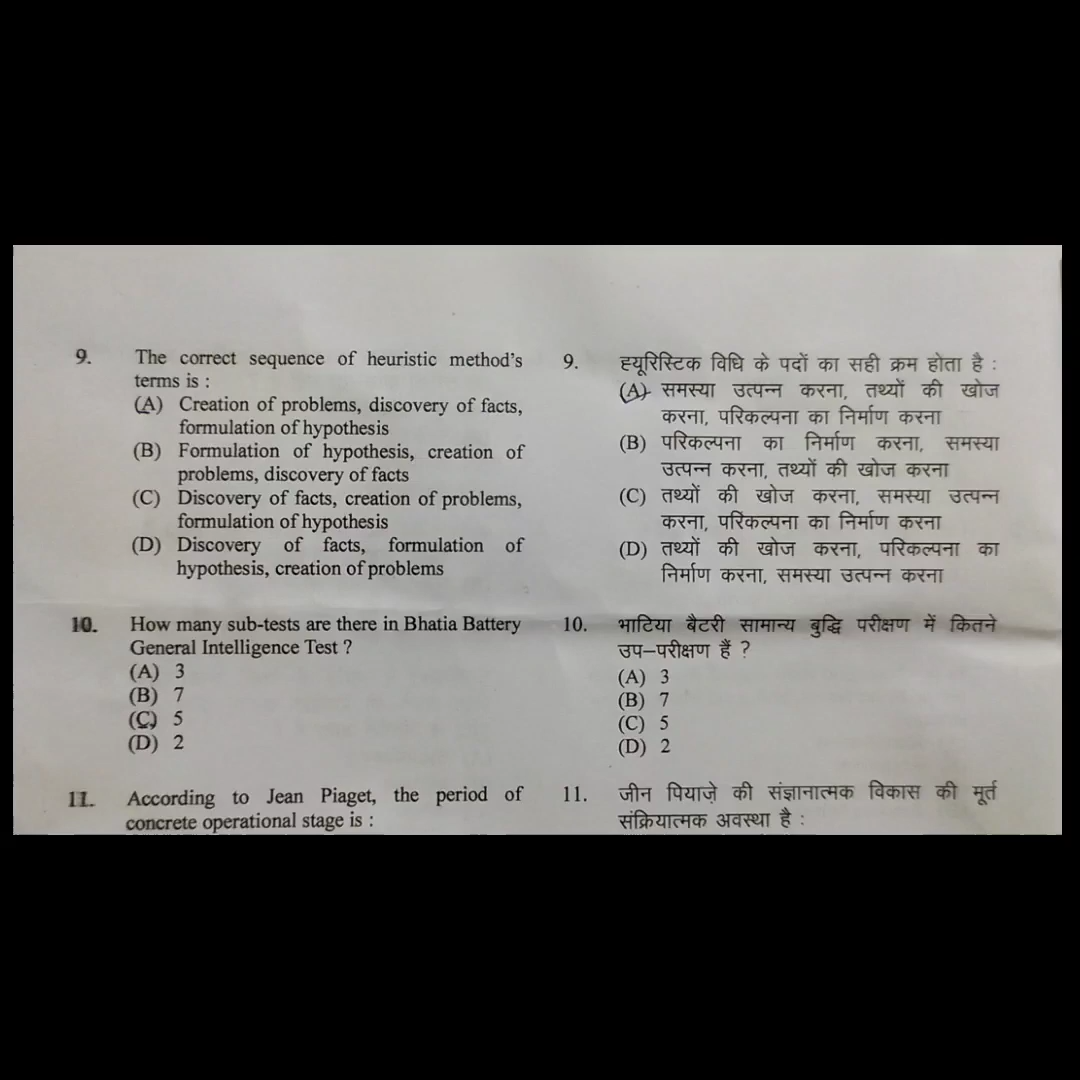 9. The correct sequence of heuristic method's
terms is :
(A) Creation of problems, discovery of facts,
formulation of hypothesis
(B) Formulation of hypothesis, creation of
problems, discovery of facts
(C) Discovery of facts, creation of problems,
formulation of hypothesis
(D) Discovery of facts, formulation of
hypothesis, creation of problems
10. How many sub-tests are there in Bhatia Battery
General Intelligence Test ?
(A) 3
(B) 7
(C) 5
(D) 2
11. According to Jean Piaget, the period of
concrete operational stage is :
9. ह्यूरिस्टिक विधि के पदों का सही क्रम होता है :
(A) समस्या उत्पन्न करना, तथ्यों की खोज
करना, परिकल्पना का निर्माण करना
(B) परिकल्पना का निर्माण करना, समस्या
उत्पन्न करना, तथ्यों की खोज करना
(C) तथ्यों की खोज करना, समस्या उत्पन्न
करना, परिकल्पना का निर्माण करना
(D) तथ्यों की खोज करना, परिकल्पना का
निर्माण करना, समस्या उत्पन्न करना
10. भाटिया बैटरी सामान्य बुद्धि परीक्षण में कितने
उप–परीक्षण हैं ?
(A) 3
(B) 7
(C) 5
(D) 2
11. जीन पियाज़े की संज्ञानात्मक विकास की मूर्त
संक्रियात्मक अवस्था है :